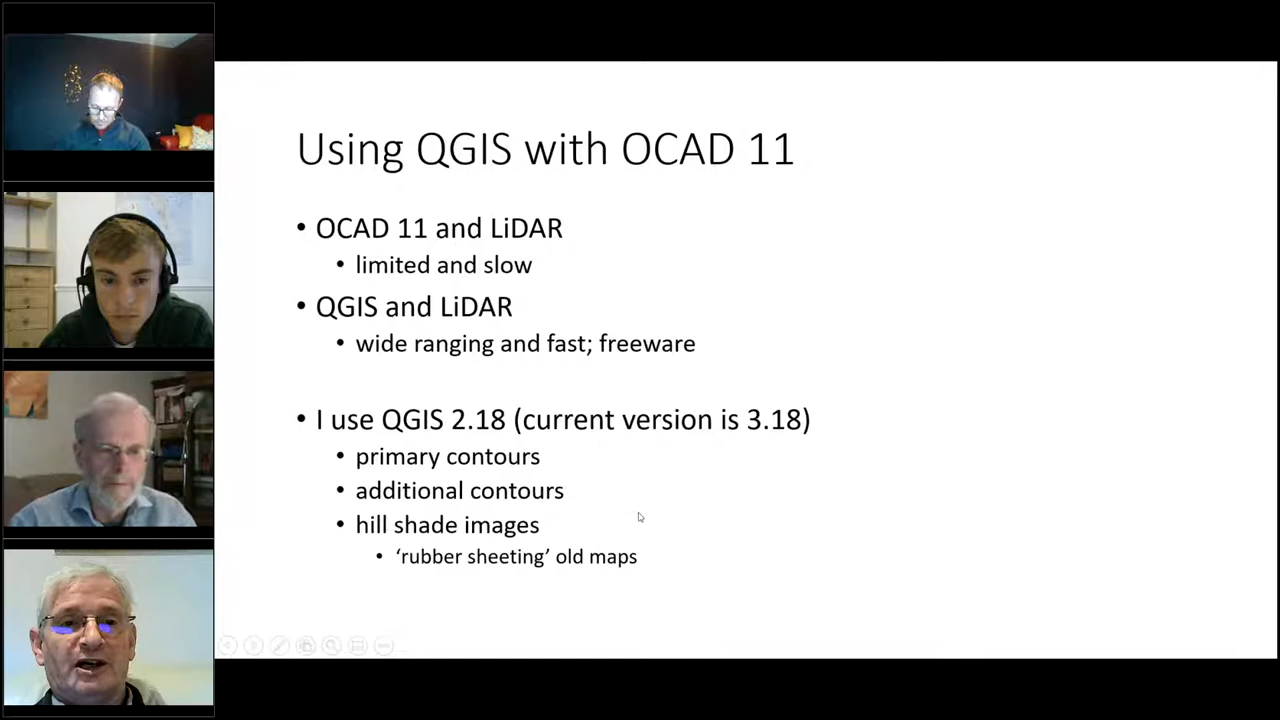 Using QGIS with OCAD 11
• OCAD 11 and LiDAR
• limited and slow
• QGIS and LiDAR
• wide ranging and fast; freeware
• I use QGIS 2.18 (current version is 3.18)
• primary contours
• additional contours
• hill shade images
• ‘rubber sheeting’ old maps